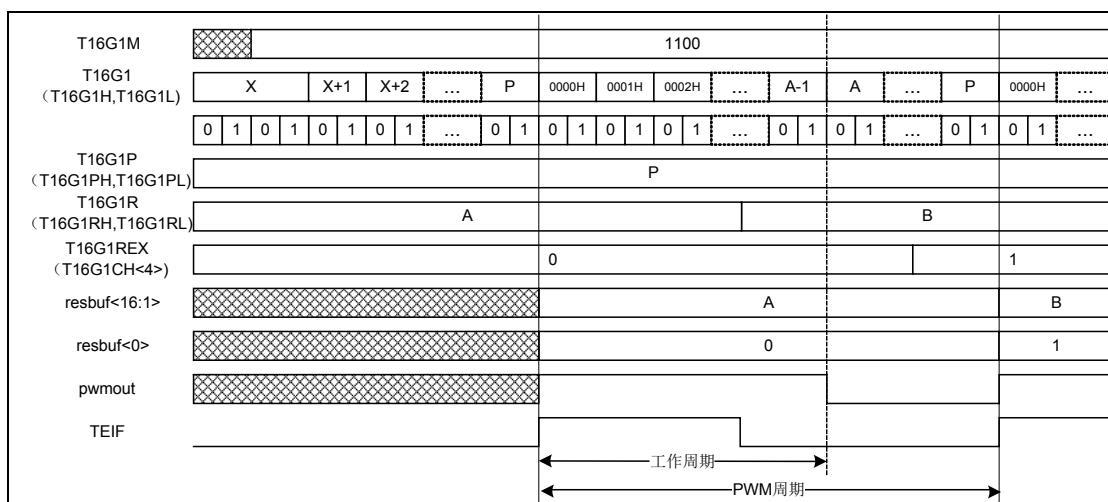 T16G1M 1100
T16G1
（T16G1H,T16G1L) X X+1 X+2 ... P 0000H 0001H 0002H ... A-1 A ... P 0000H ...
0 1 0 1 0 1 0 1 ... 0 1 0 1 0 1 0 1 ... 0 1 0 1 ... 0 1 0 1 ...
T16G1P
（T16G1PH,T16G1PL) P
T16G1R
（T16G1RH,T16G1RL) A B
T16G1REX
（T16G1CH<4>) 0 1
resbuf<16:1> A B
resbuf<0> 0 1
pwmout
TEIF
工作周期
PWM周期